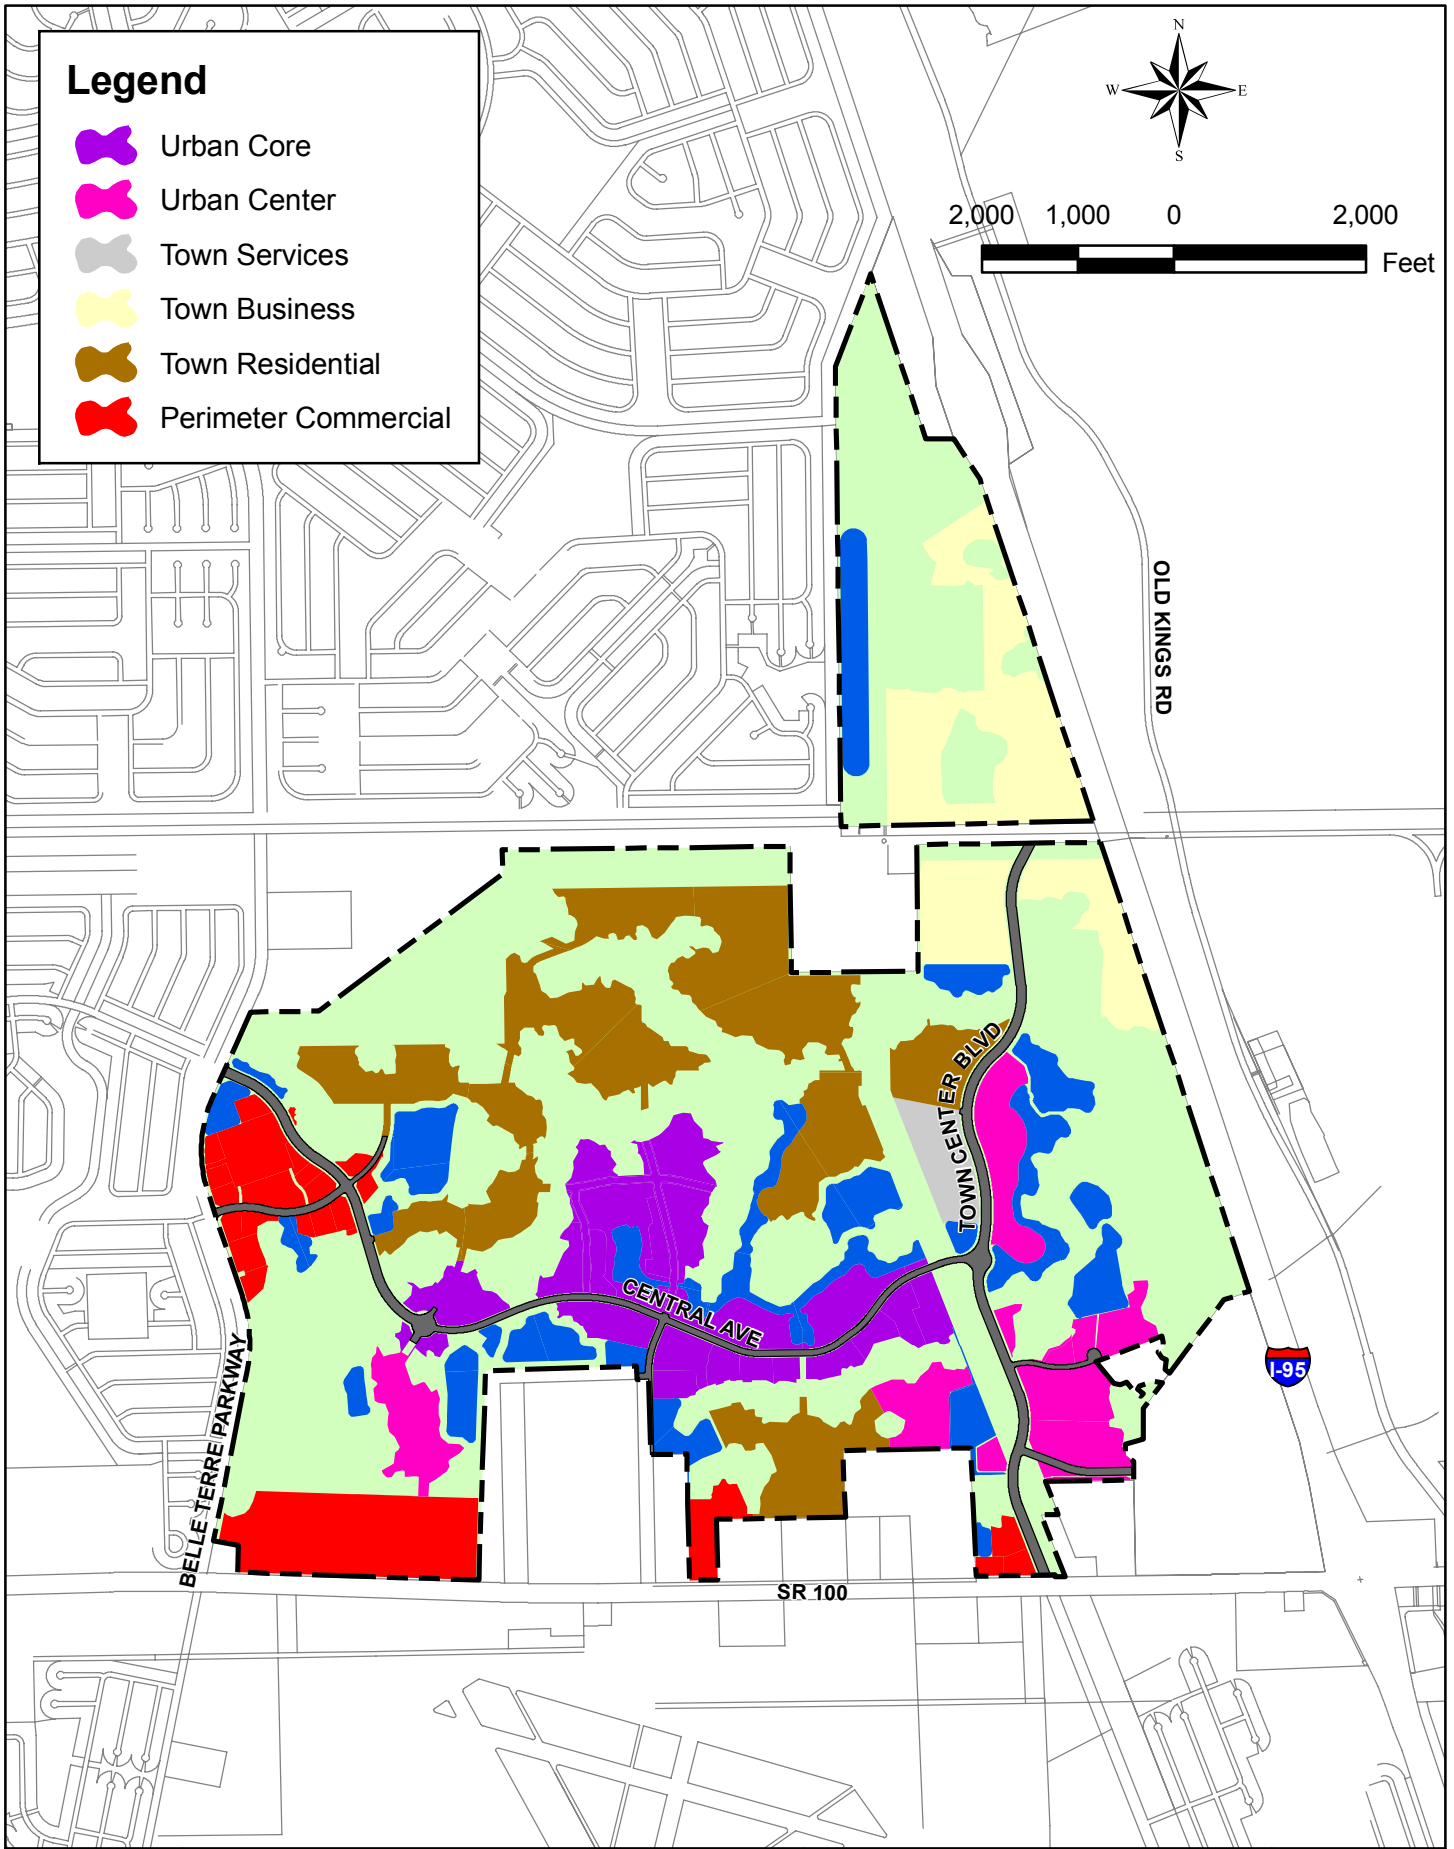 Legend
Urban Core
Urban Center
Town Services
Town Business
Town Residential
Perimeter Commercial
N
W
E
S
2,000
1,000
0
2,000
Feet
OLD KINGS RD
TOWN CENTER BLVD
CENTRAL AVE
BELLE TERRE PARKWAY
I-95
SR 100